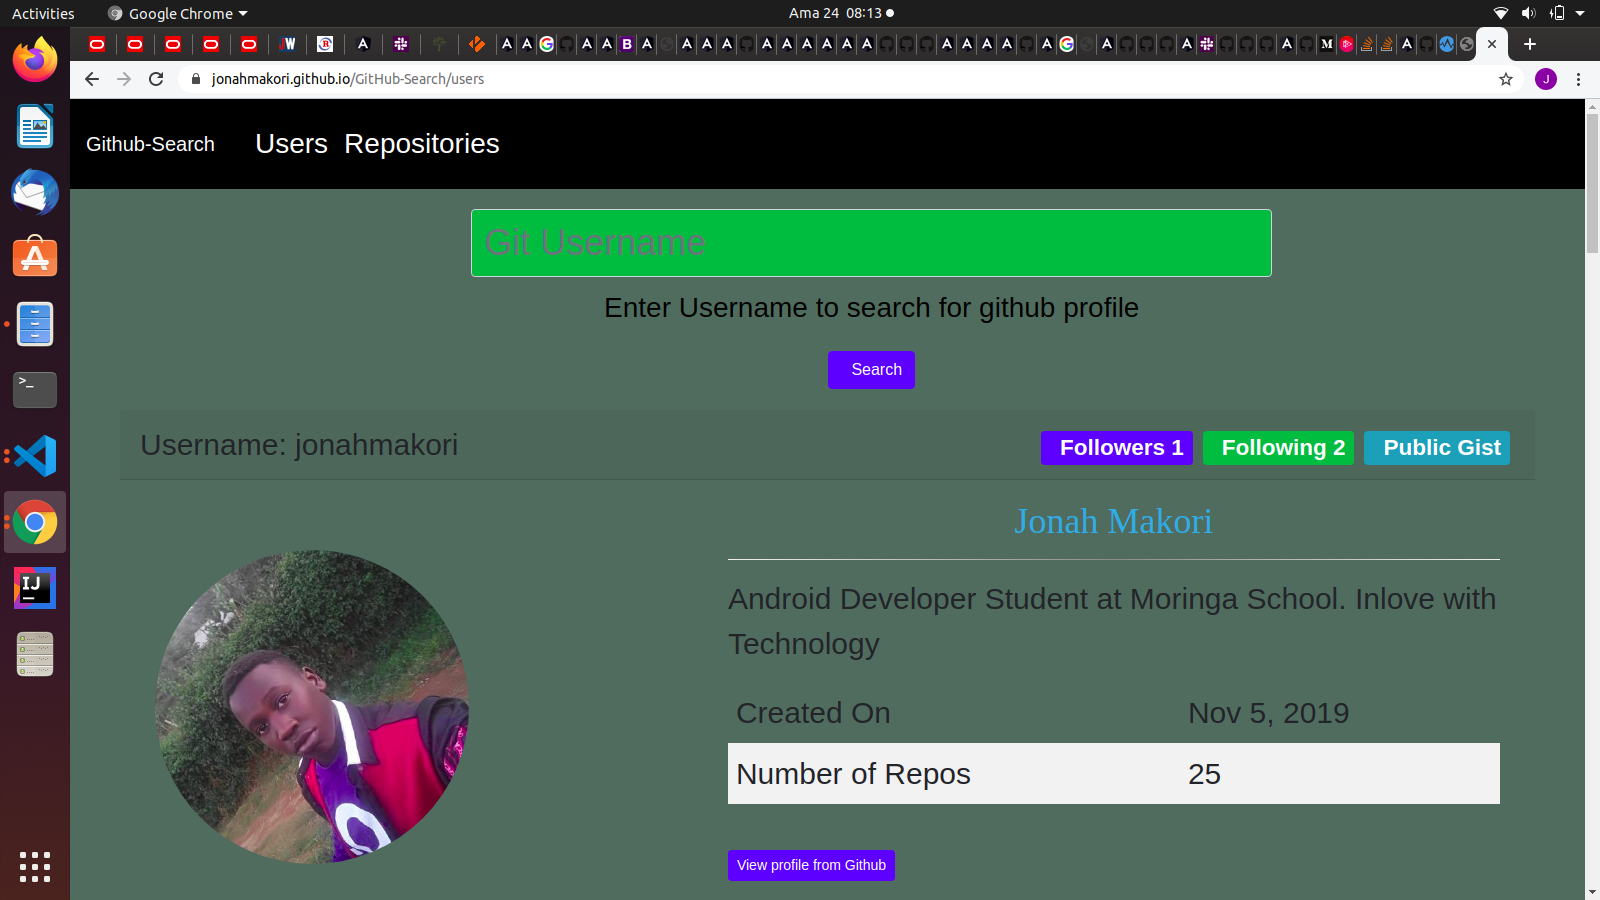 Activities
Google Chrome
Ama 24 08:13
jonahmakori.github.io/GitHub-Search/users
J
Github-Search
Users
Repositories
Git Username
Enter Username to search for github profile
Search
Username: jonahmakori
Followers 1
Following 2
Public Gist
Jonah Makori
Android Developer Student at Moringa School. Inlove with
Technology
Created On
Nov 5, 2019
Number of Repos
25
View profile from Github